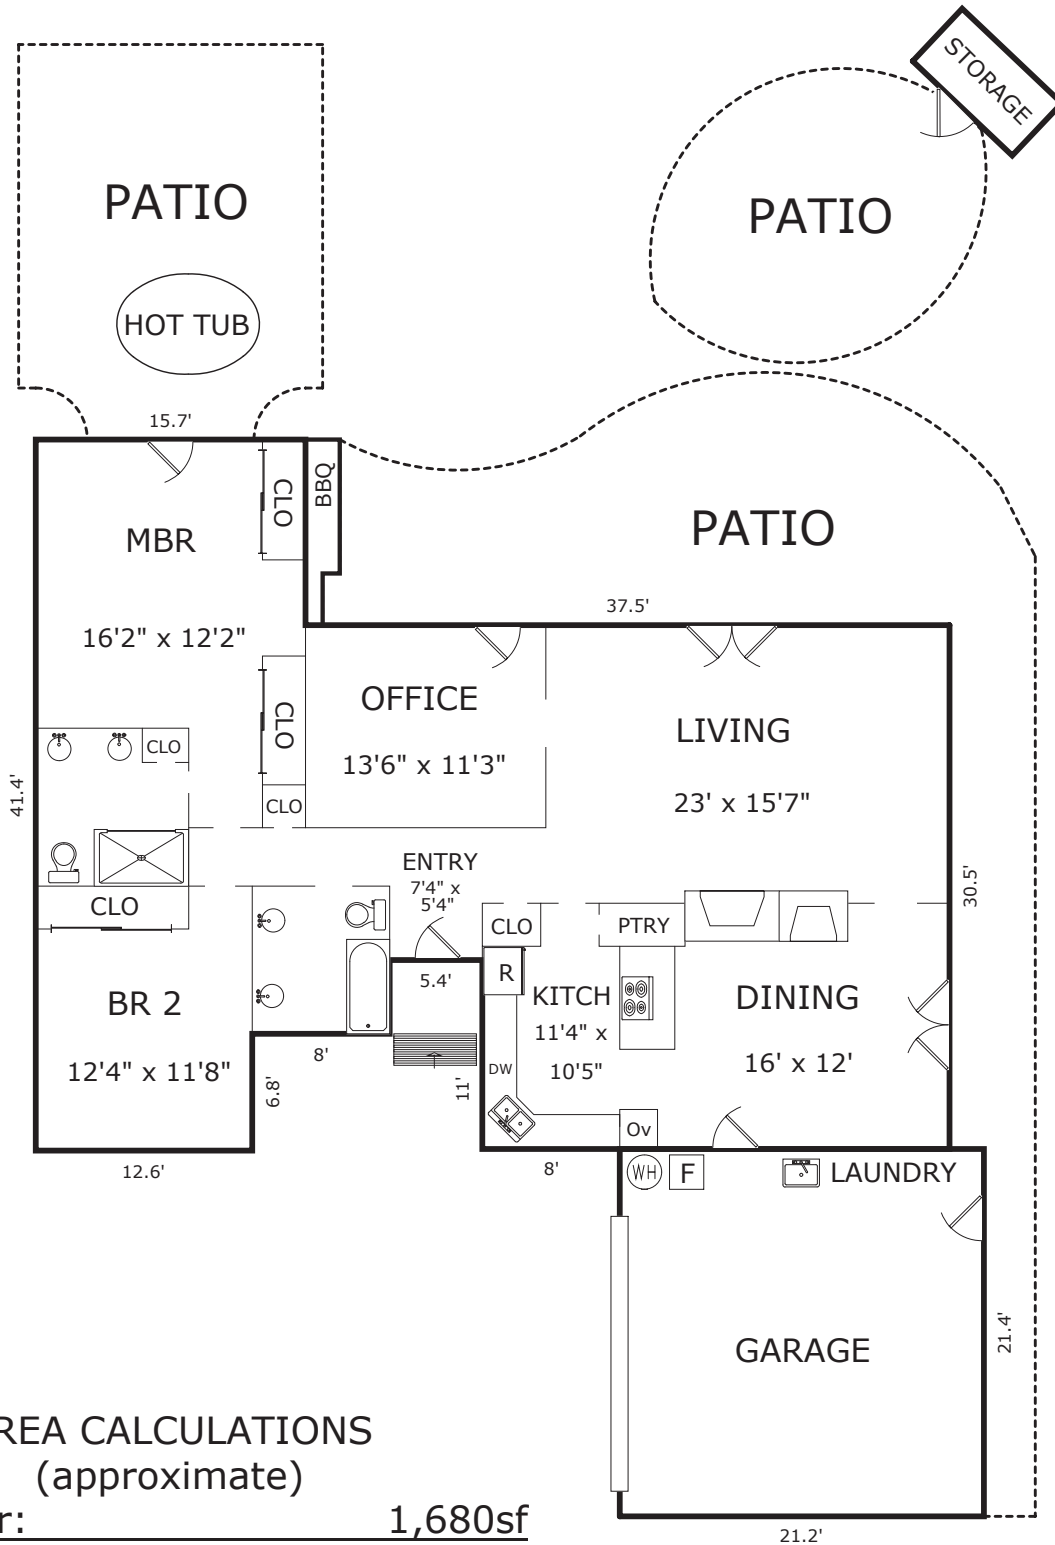 STORAGE
PATIO
PATIO
HOT TUB
15.7'
CLO
BBQ
MBR
PATIO
16'2" x 12'2"
37.5'
CLO
OFFICE
13'6" x 11'3"
LIVING
23' x 15'7"
CLO
41.4'
CLO
ENTRY
7'4" x
5'4"
30.5'
CLO
CLO
PTRY
R
5.4'
BR 2
12'4" x 11'8"
KITCH
11'4" x
10'5"
DINING
16' x 12'
8'
6.8'
11'
DW
Ov
12.6'
8'
WH
F
LAUNDRY
GARAGE
21.4'
REA CALCULATIONS
(approximate)
r: 1,680sf
21.2'